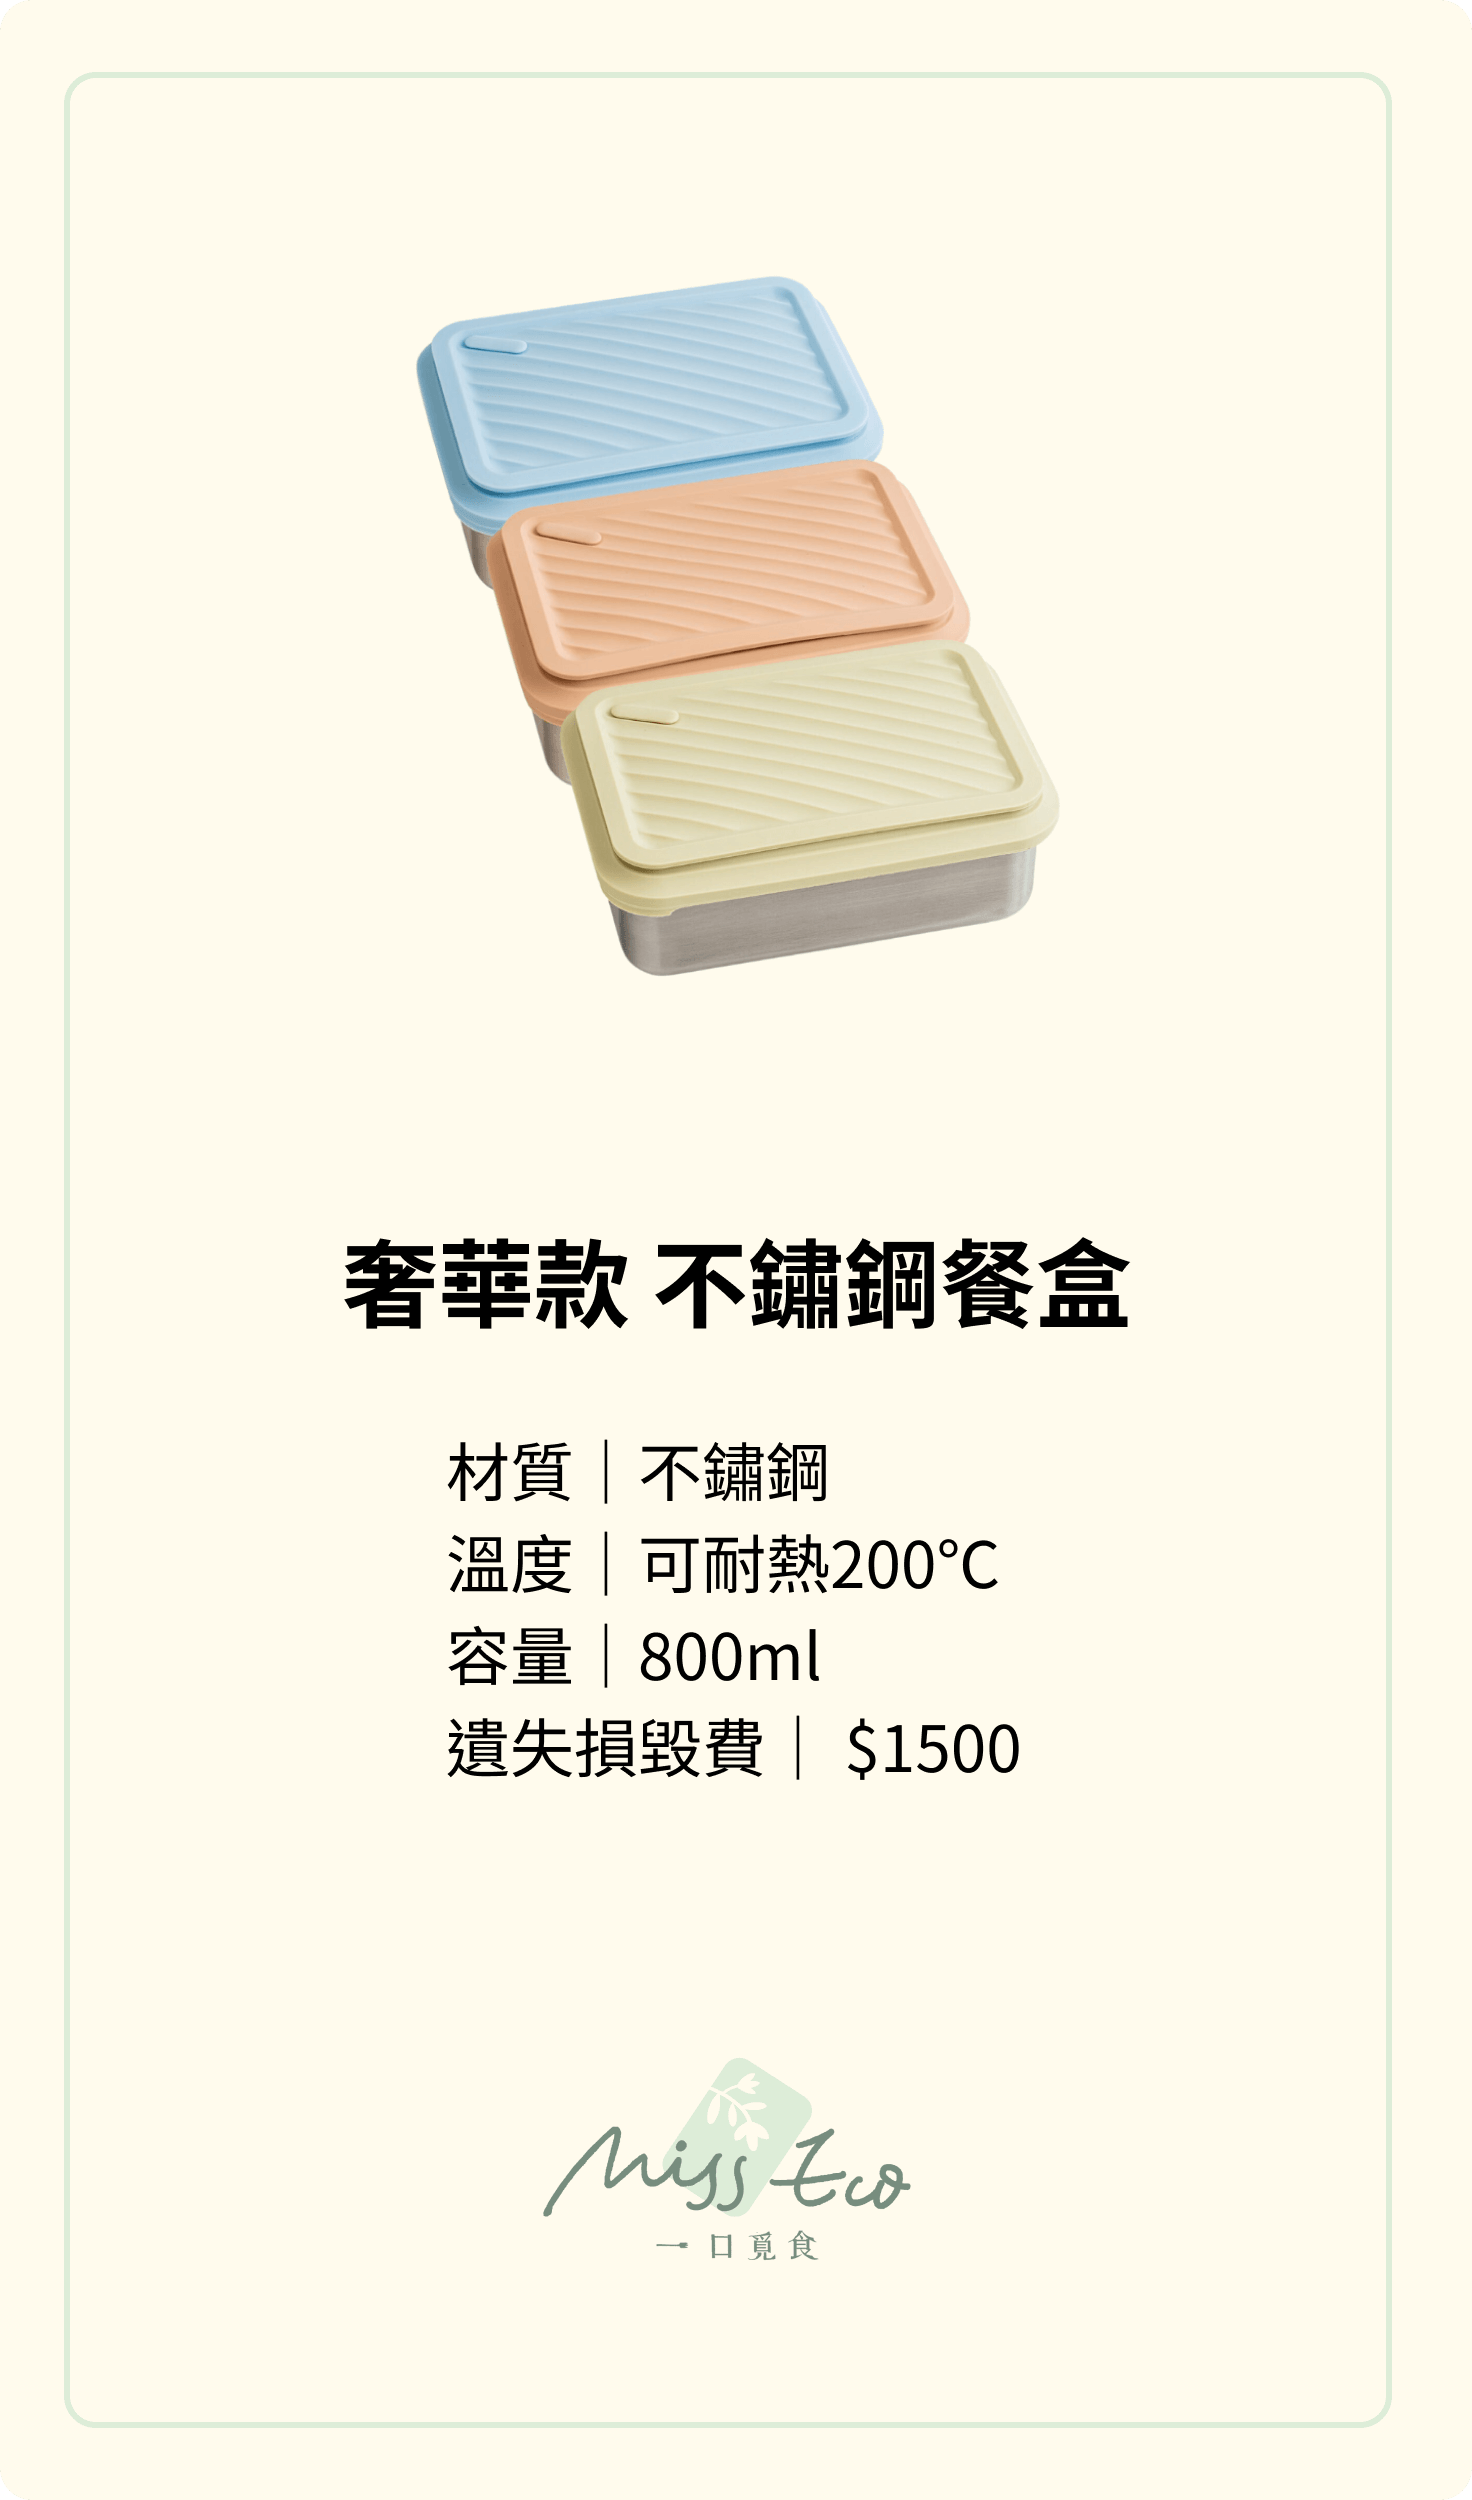 奢華款 不鏽鋼餐盒
材質｜不鏽鋼
溫度｜可耐熱200°C
容量｜800ml
遺失損毀費｜ $1500
Miss Eco
一口覓食